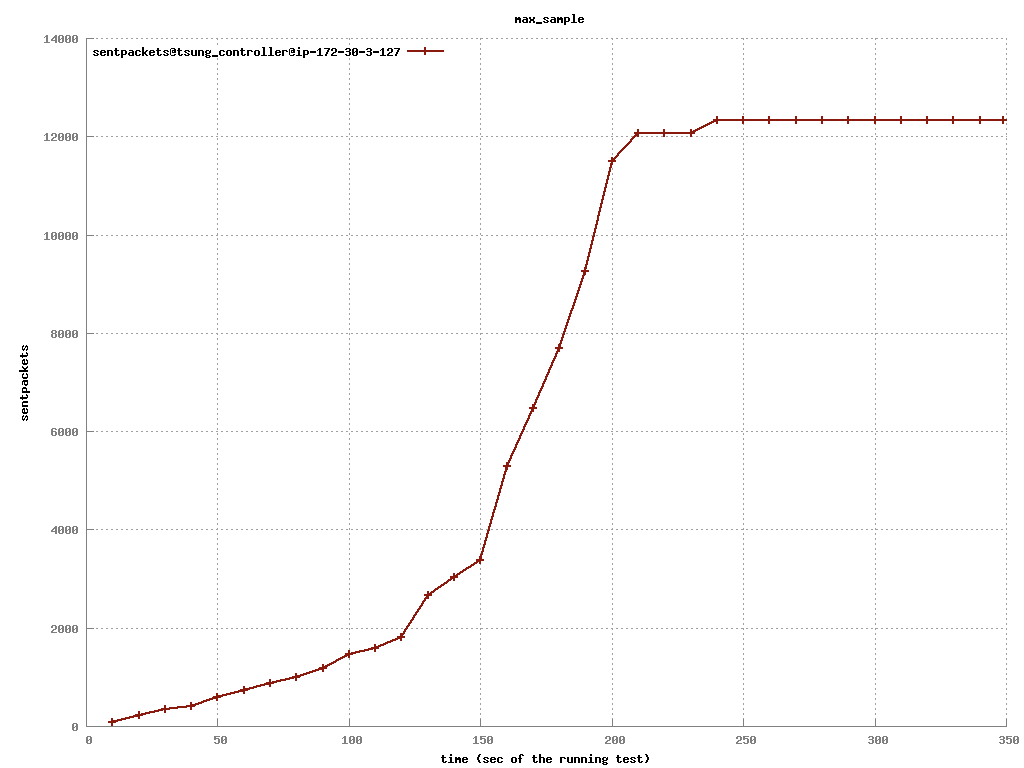 max_sample
sentpackets@tsung_controller@ip-172-30-3-127
14000
12000
10000
8000
6000
4000
2000
0
sentpackets
0 50 100 150 200 250 300 350
time (sec of the running test)